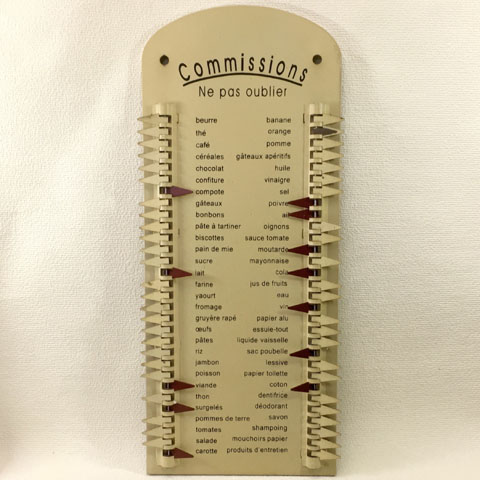 Commissions
Ne pas oublier
beurre banane
thé orange
café pomme
céréales gâteaux apéritifs
chocolat huile
confiture vinaigre
compote sel
gâteaux poivre
bonbons ail
pâte à tartiner oignons
biscottes sauce tomate
pain de mie moutarde
sucre mayonnaise
lait cola
farine jus de fruits
yaourt eau
fromage vin
gruyère rapé papier alu
œufs essuie-tout
pâtes liquide vaisselle
riz sac poubelle
jambon lessive
poisson papier toilette
viande coton
thon dentifrice
surgelés déodorant
pommes de terre savon
tomates shampoing
salade mouchoirs papier
carotte produits d'entretien